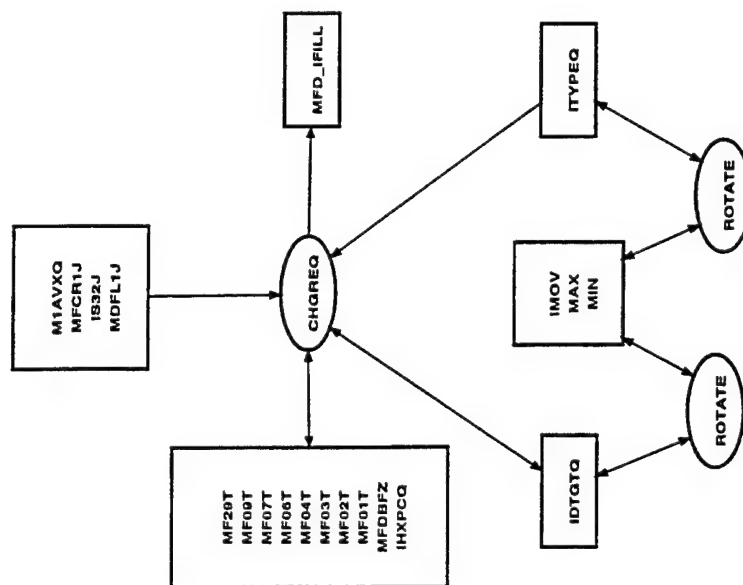 M1AVXQ
MFCR1J
IS32J
MDFL1J
MFD_IFILL
CHGREQ
MF29T
MF09T
MF07T
MF06T
MF04T
MF03T
MF02T
MF01T
MFDBFZ
IHXPCQ
ITYPEQ
IMOV
MAX
MIN
IDTGTQ
ROTATE
ROTATE